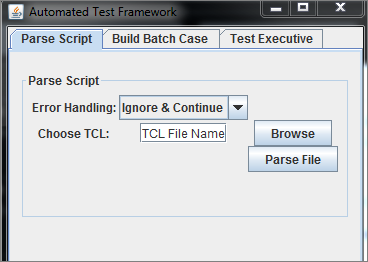 Automated Test Framework
Parse Script Build Batch Case Test Executive
Parse Script
Error Handling: Ignore & Continue
Choose TCL: TCL File Name Browse
Parse File